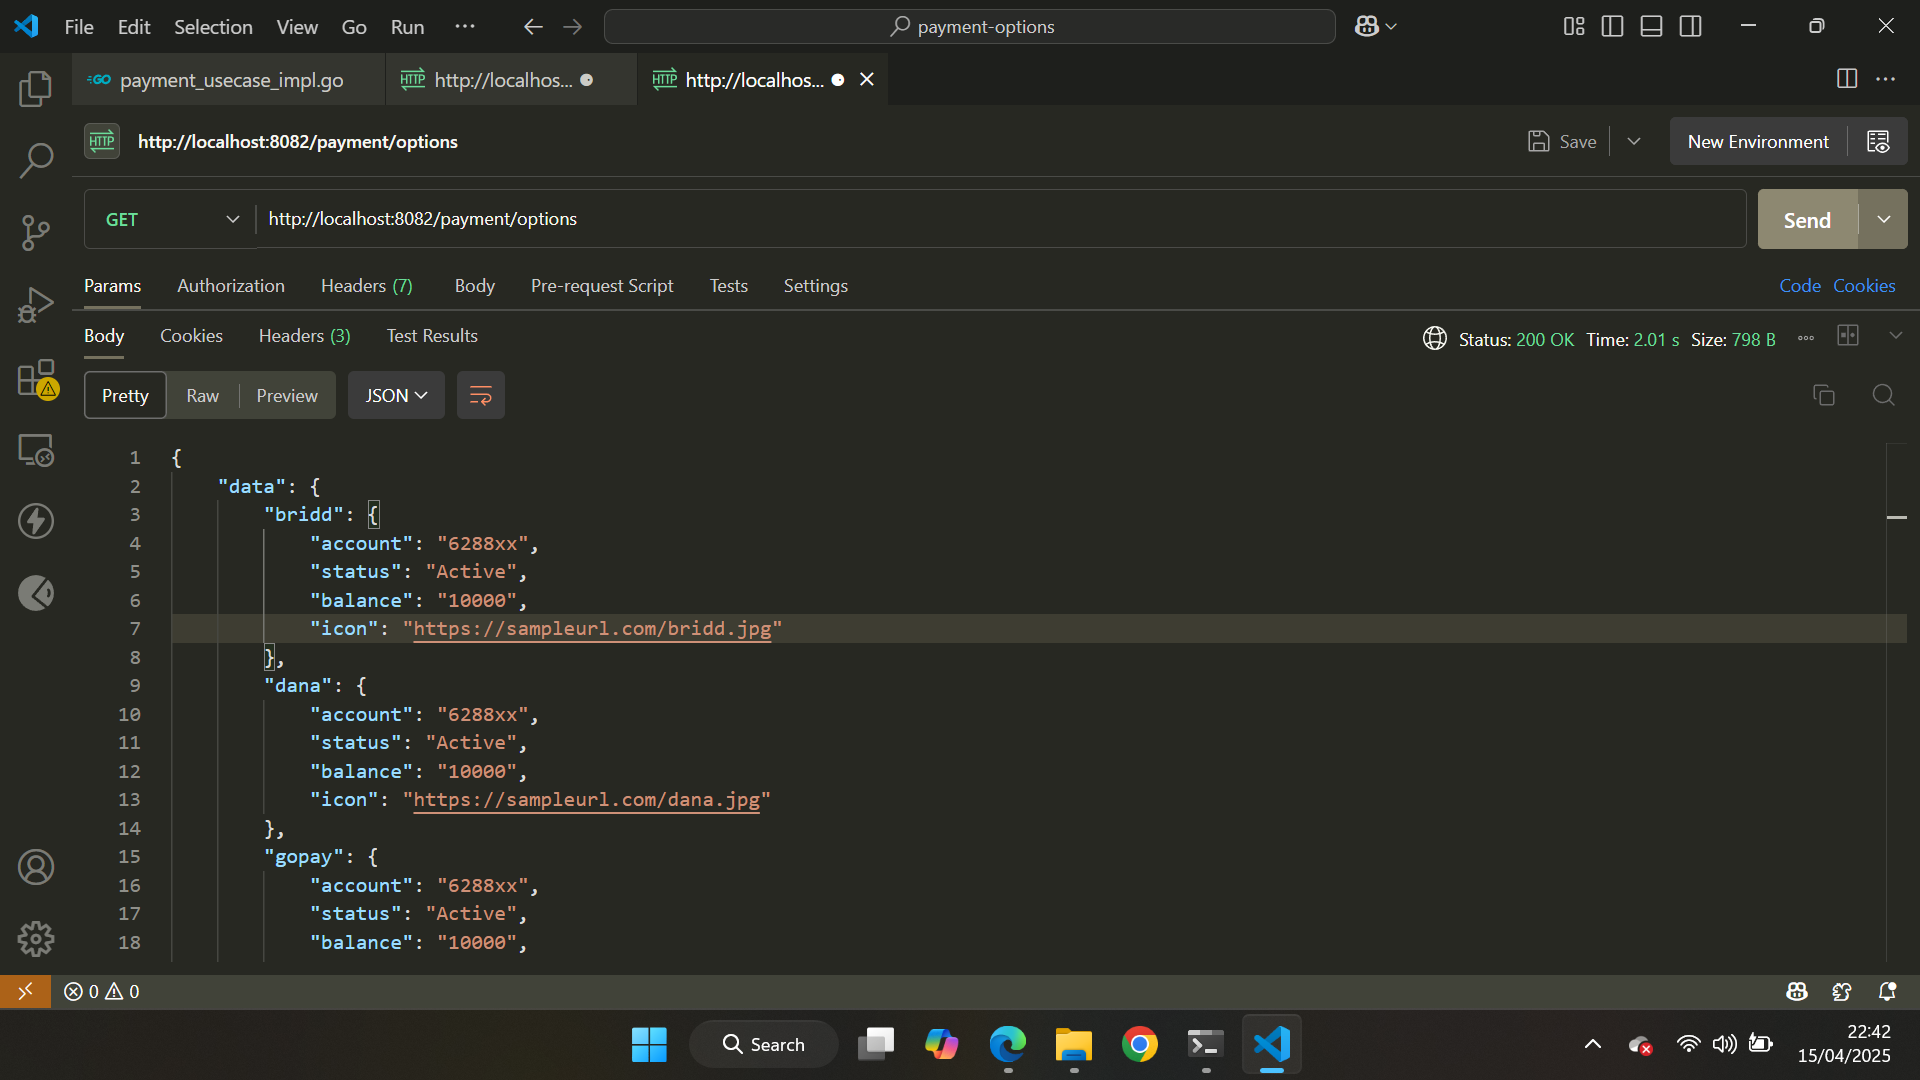 File Edit Selection View Go Run ··· payment-options
GO payment_usecase_impl.go HTTP http://localhos... HTTP http://localhos...
HTTP http://localhost:8082/payment/options Save New Environment
GET http://localhost:8082/payment/options Send
Params Authorization Headers (7) Body Pre-request Script Tests Settings Code Cookies
Body Cookies Headers (3) Test Results Status: 200 OK Time: 2.01 s Size: 798 B
Pretty Raw Preview JSON
1 {
2 "data": {
3 "bridd": {
4 "account": "6288xx",
5 "status": "Active",
6 "balance": "10000",
7 "icon": "https://sampleurl.com/bridd.jpg"
8 },
9 "dana": {
10 "account": "6288xx",
11 "status": "Active",
12 "balance": "10000",
13 "icon": "https://sampleurl.com/dana.jpg"
14 },
15 "gopay": {
16 "account": "6288xx",
17 "status": "Active",
18 "balance": "10000",
0 0
Search
22:42
15/04/2025